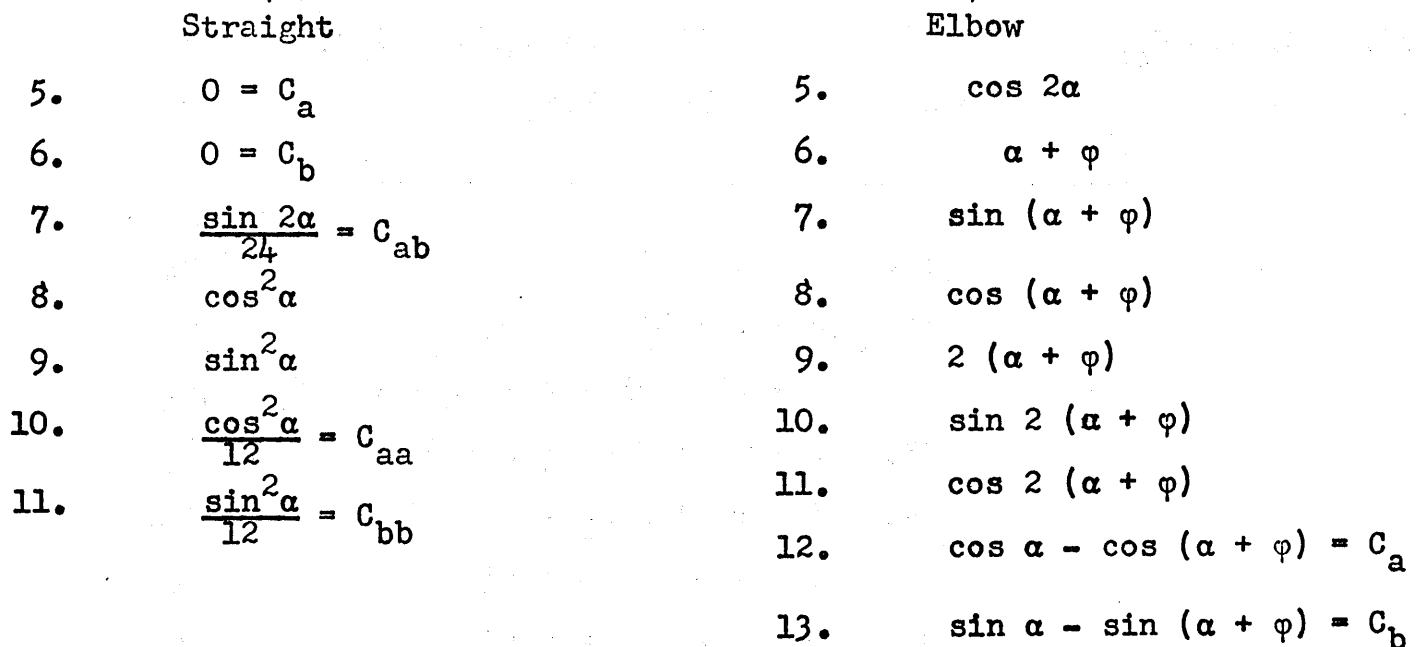 Straight
5. 0 = C_a
6. 0 = C_b
7. sin 2α / 24 = C_ab
8. cos²α
9. sin²α
10. cos²α / 12 = C_aa
11. sin²α / 12 = C_bb
Elbow
5. cos 2α
6. α + φ
7. sin (α + φ)
8. cos (α + φ)
9. 2 (α + φ)
10. sin 2 (α + φ)
11. cos 2 (α + φ)
12. cos α - cos (α + φ) = C_a
13. sin α - sin (α + φ) = C_b